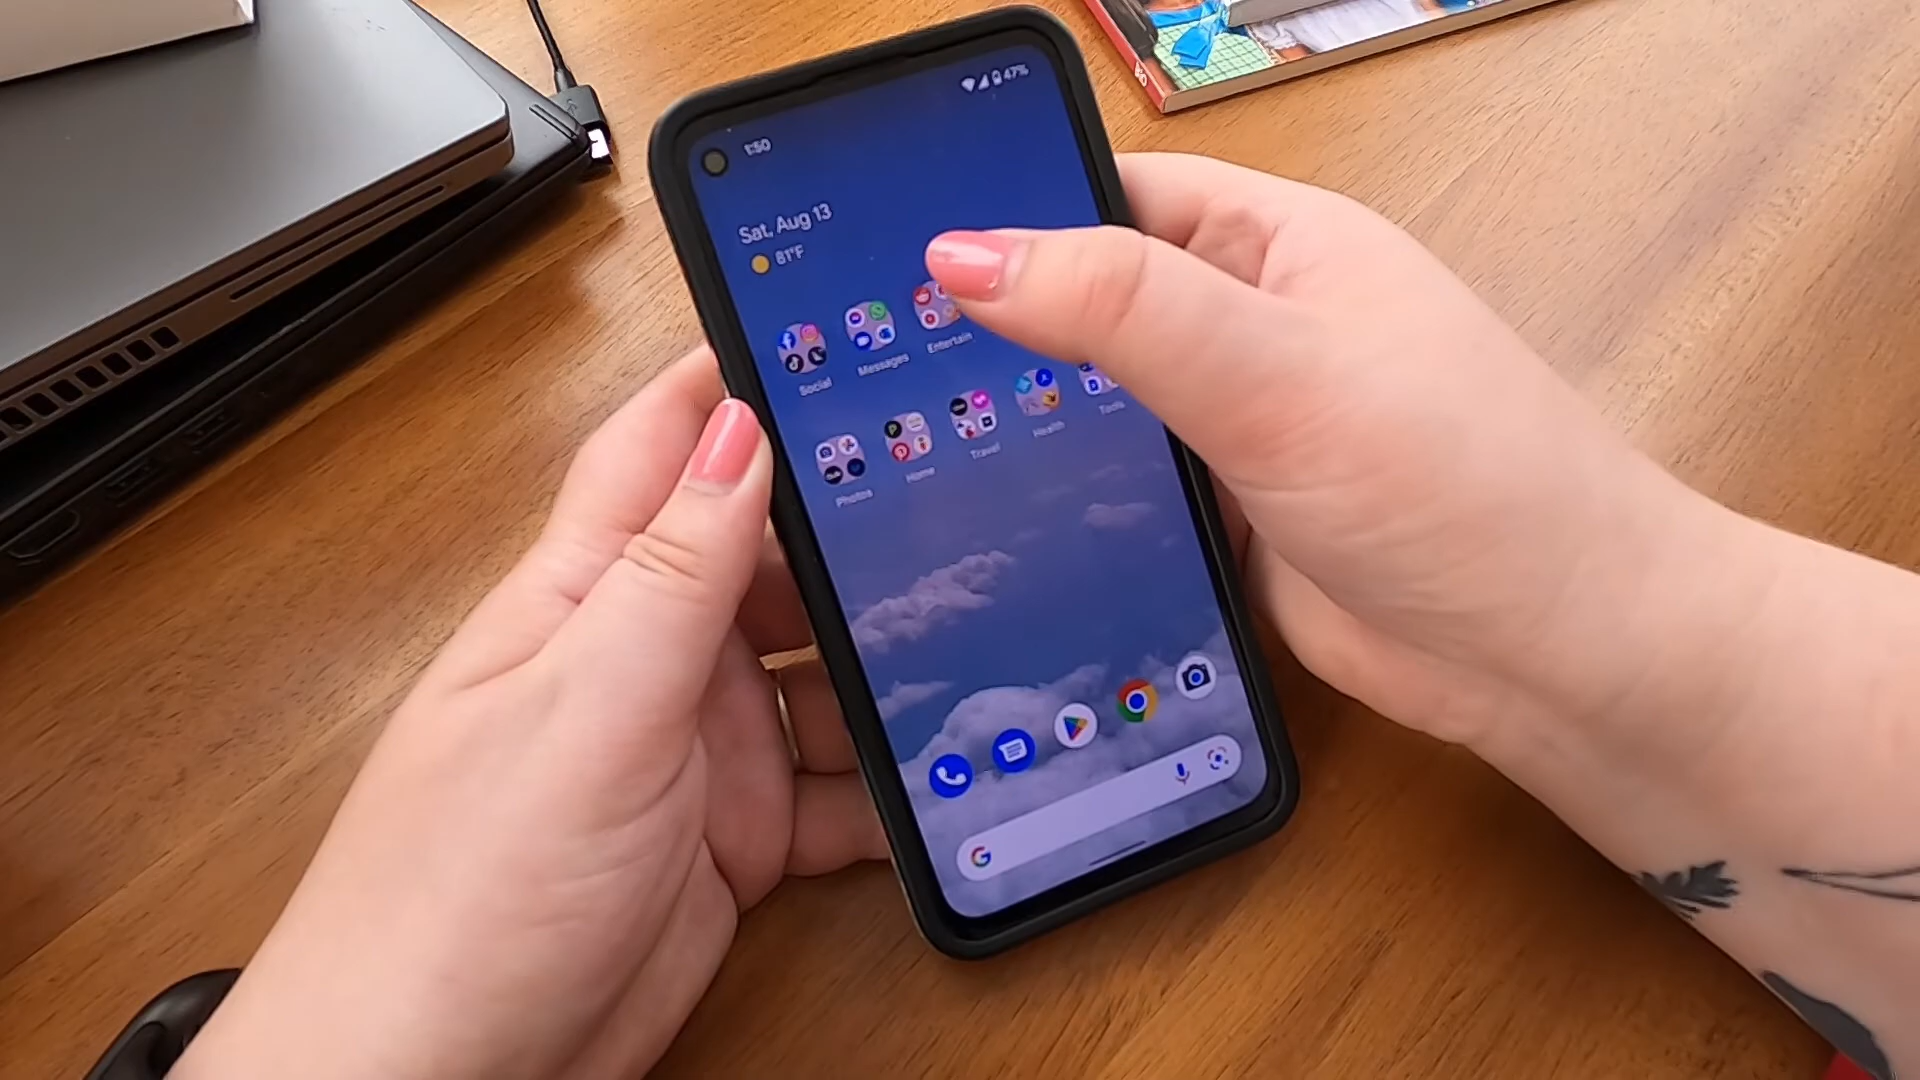 47%
1:50
Sat, Aug 13
81°F
Social
Messages
Entertain
Photos
Home
Travel
Health
Tools